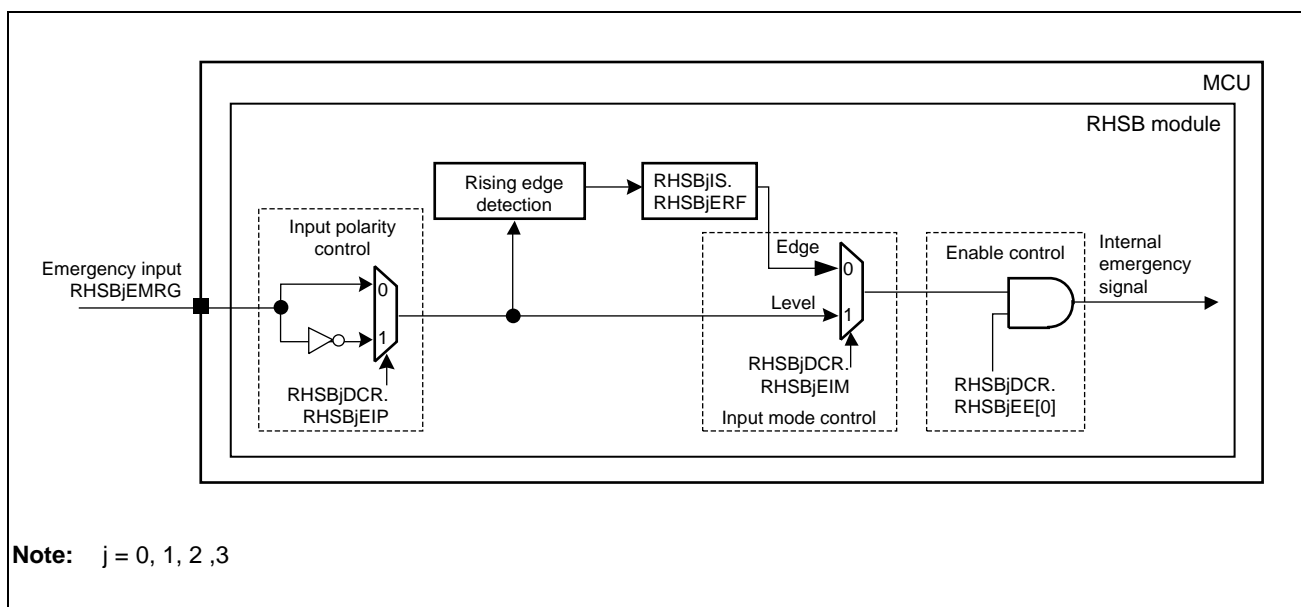 MCU
RHSB module
Rising edge
detection
RHSBjIS.
RHSBjERF
Input polarity
control
Emergency input
RHSBjEMRG
0
1
RHSBjDCR.
RHSBjEIP
Edge
0
Level
1
RHSBjDCR.
RHSBjEIM
Input mode control
Enable control
RHSBjDCR.
RHSBjEE[0]
Internal
emergency
signal
Note: j = 0, 1, 2 ,3